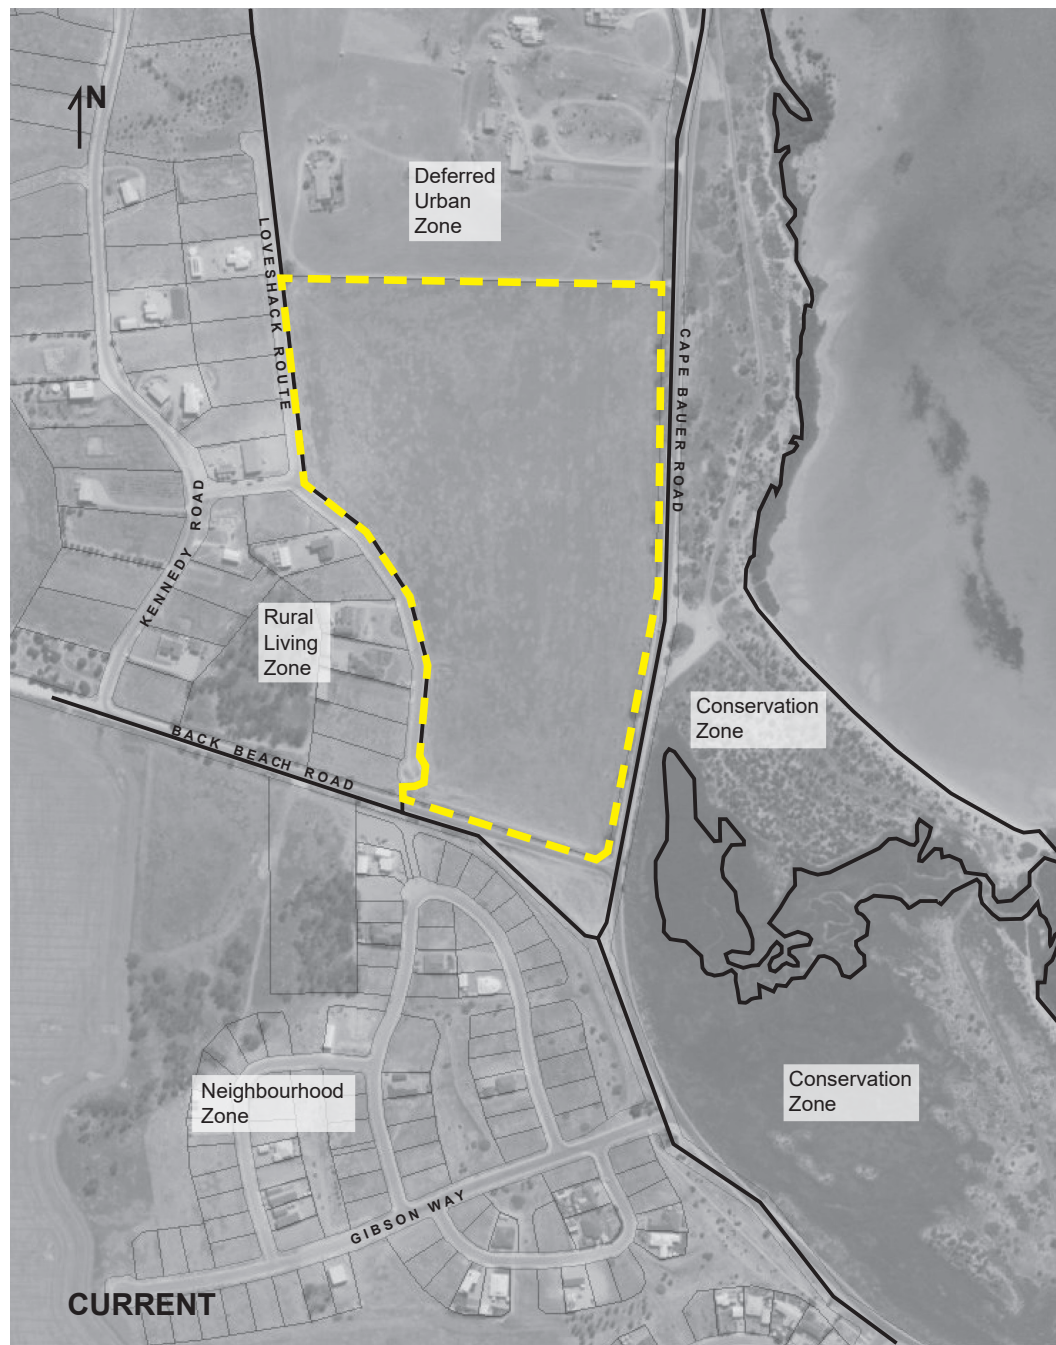 N
Deferred
Urban
Zone
LOVESHACK ROUTE
CAPE BAUER ROAD
KENNEDY ROAD
Rural
Living
Zone
Conservation
Zone
BACK BEACH ROAD
Conservation
Zone
Neighbourhood
Zone
GIBSON WAY
CURRENT